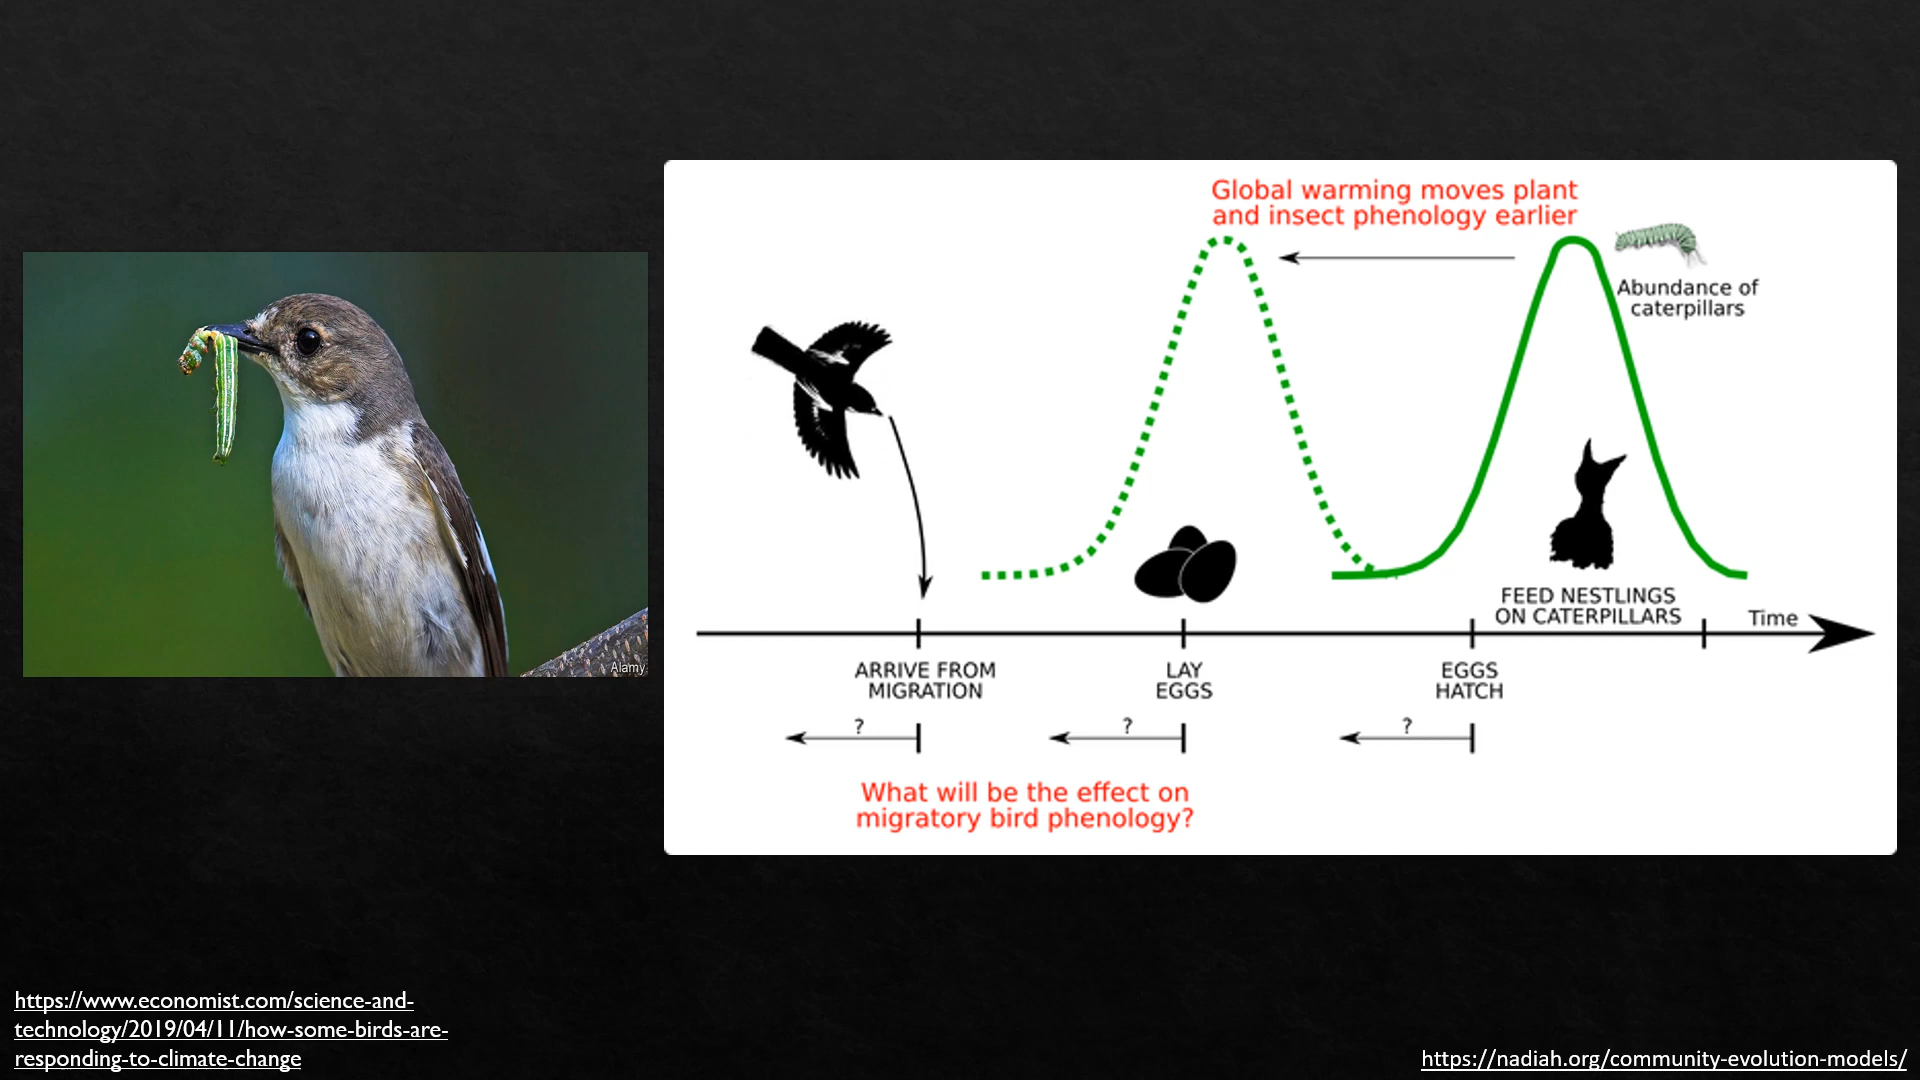 Global warming moves plant
and insect phenology earlier
Abundance of
caterpillars
FEED NESTLINGS
ON CATERPILLARS
Time
ARRIVE FROM
MIGRATION
LAY
EGGS
EGGS
HATCH
?
?
?
What will be the effect on
migratory bird phenology?
Alamy
https://www.economist.com/science-and-
technology/2019/04/11/how-some-birds-are-
responding-to-climate-change
https://nadiah.org/community-evolution-models/